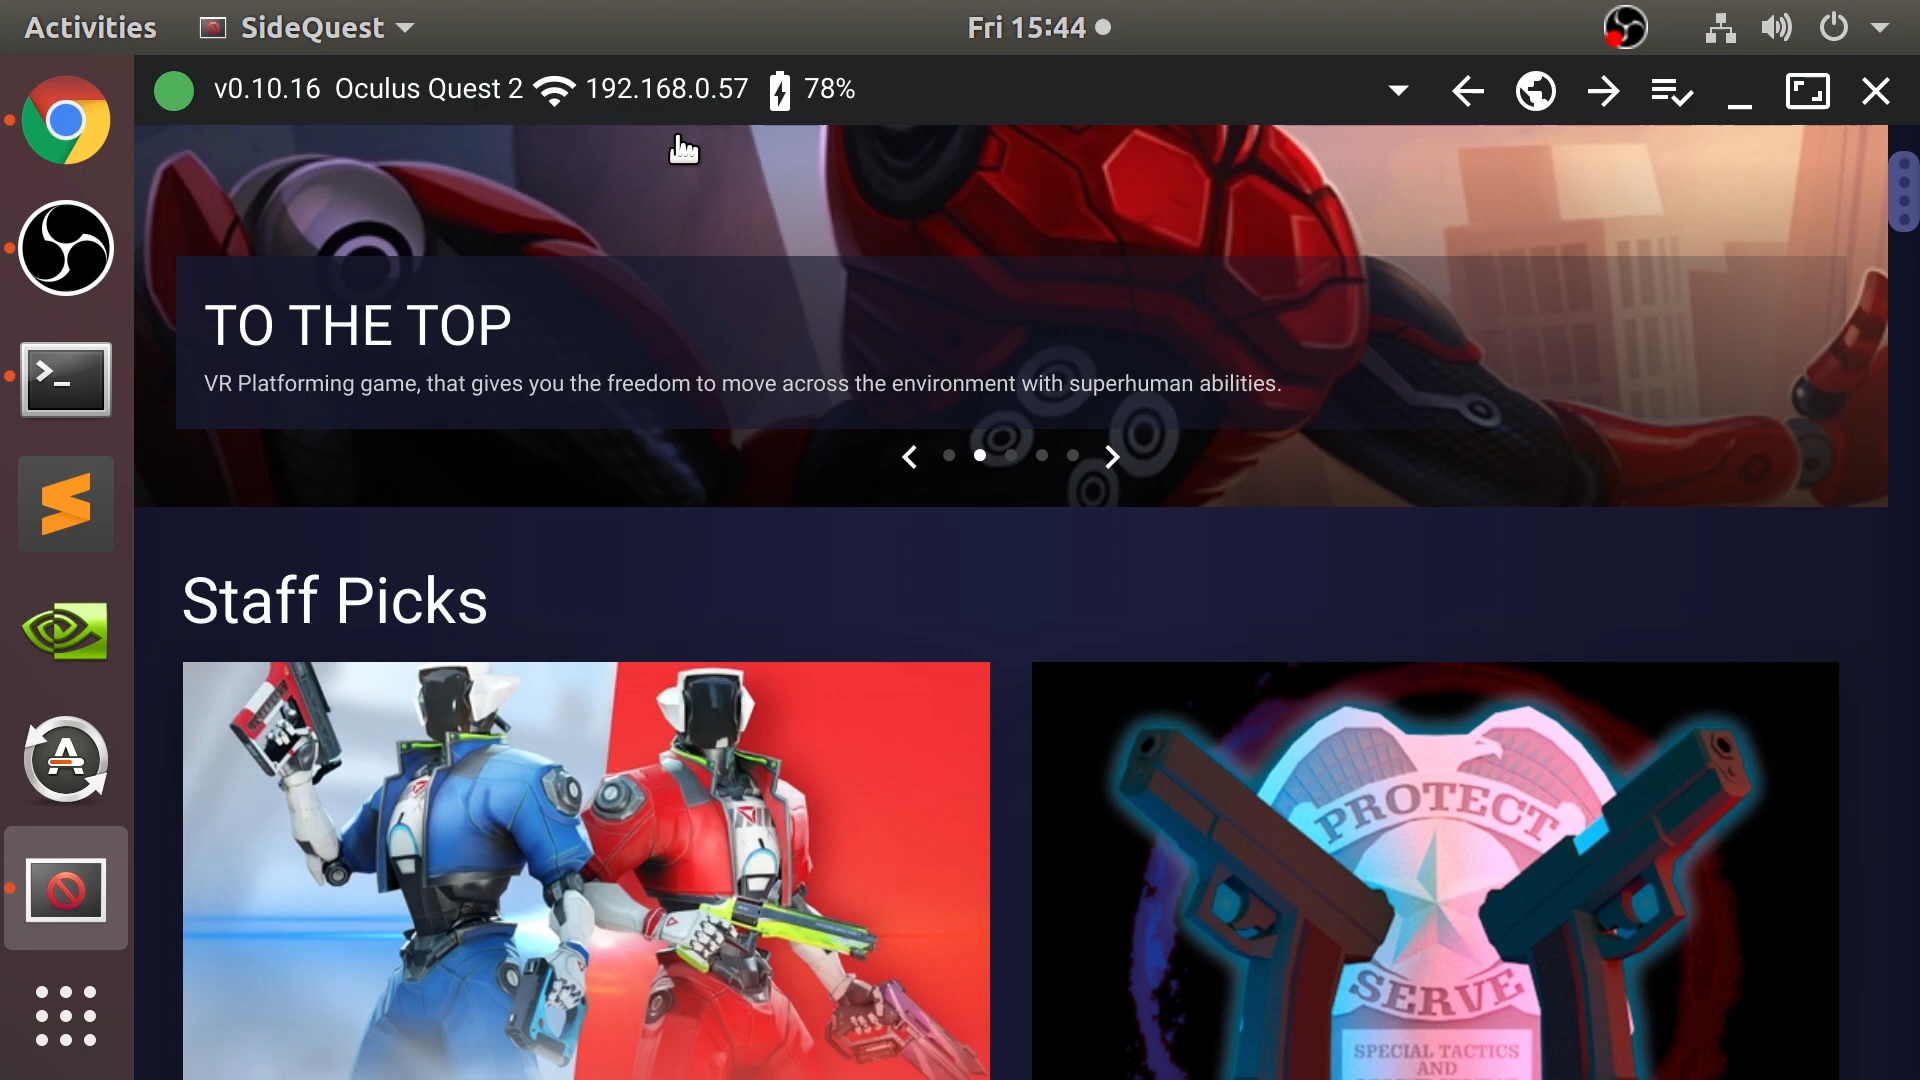 Activities
SideQuest
Fri 15:44
v0.10.16 Oculus Quest 2 192.168.0.57 78%
TO THE TOP
VR Platforming game, that gives you the freedom to move across the environment with superhuman abilities.
Staff Picks
PROTECT
SERVE
SPECIAL TACTICS
AND